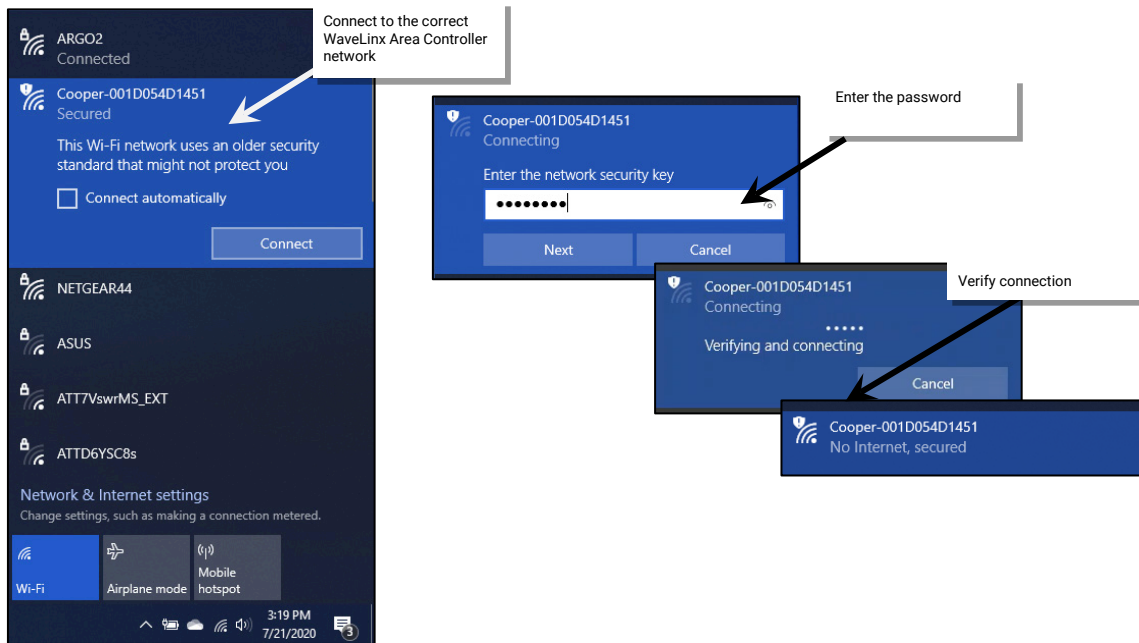 Connect to the correct
WaveLinx Area Controller
network
ARGO2
Connected
Cooper-001D054D1451
Secured
This Wi-Fi network uses an older security
standard that might not protect you
Connect automatically
Connect
NETGEAR44
ASUS
ATT7VswrMS_EXT
ATTD6YSC8s
Network & Internet settings
Change settings, such as making a connection metered.
Wi-Fi
Airplane mode
Mobile
hotspot
3:19 PM
7/21/2020
3
Enter the password
Cooper-001D054D1451
Connecting
Enter the network security key
●●●●●●●●
Next
Cancel
Verify connection
Cooper-001D054D1451
Connecting
Verifying and connecting
Cancel
Cooper-001D054D1451
No Internet, secured